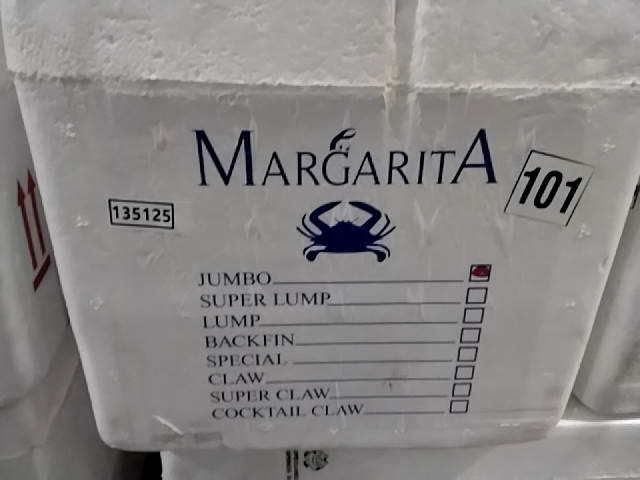 MARGARITA
101
135125
JUMBO
SUPER LUMP
LUMP
BACKFIN
SPECIAL
CLAW
SUPER CLAW
COCKTAIL CLAW